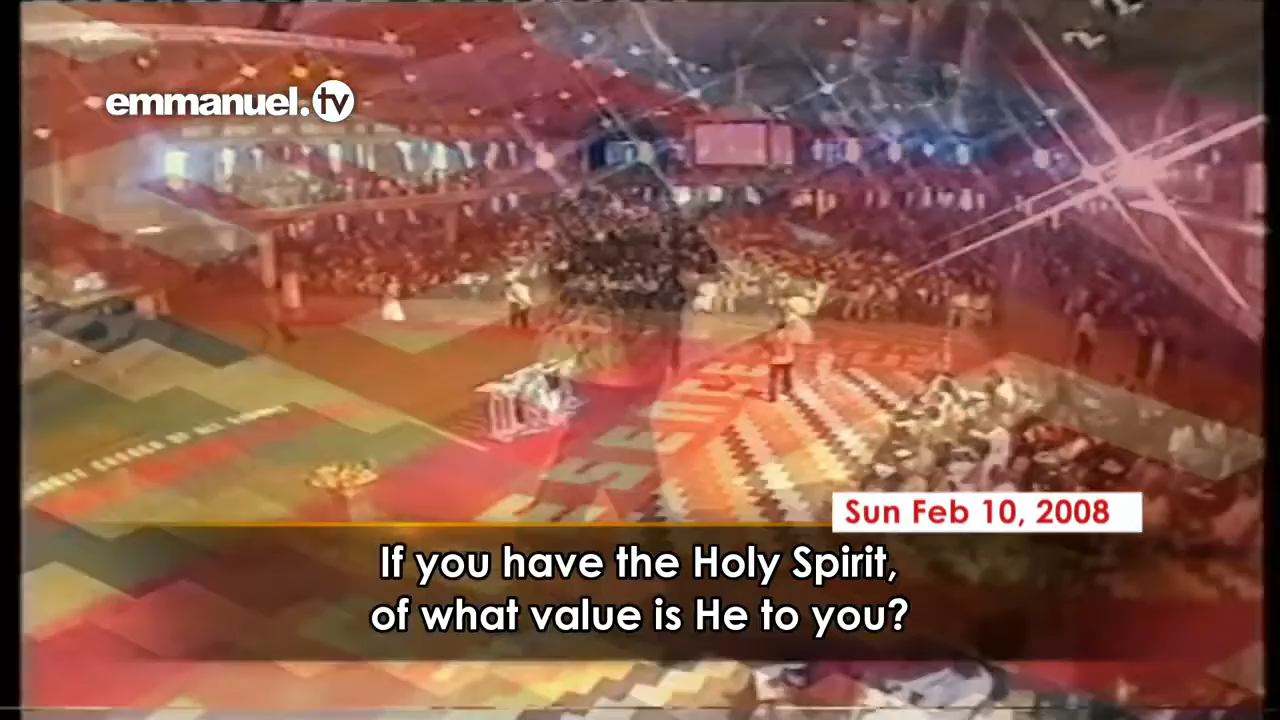 emmanuel.tv
Sun Feb 10, 2008
If you have the Holy Spirit,
of what value is He to you?